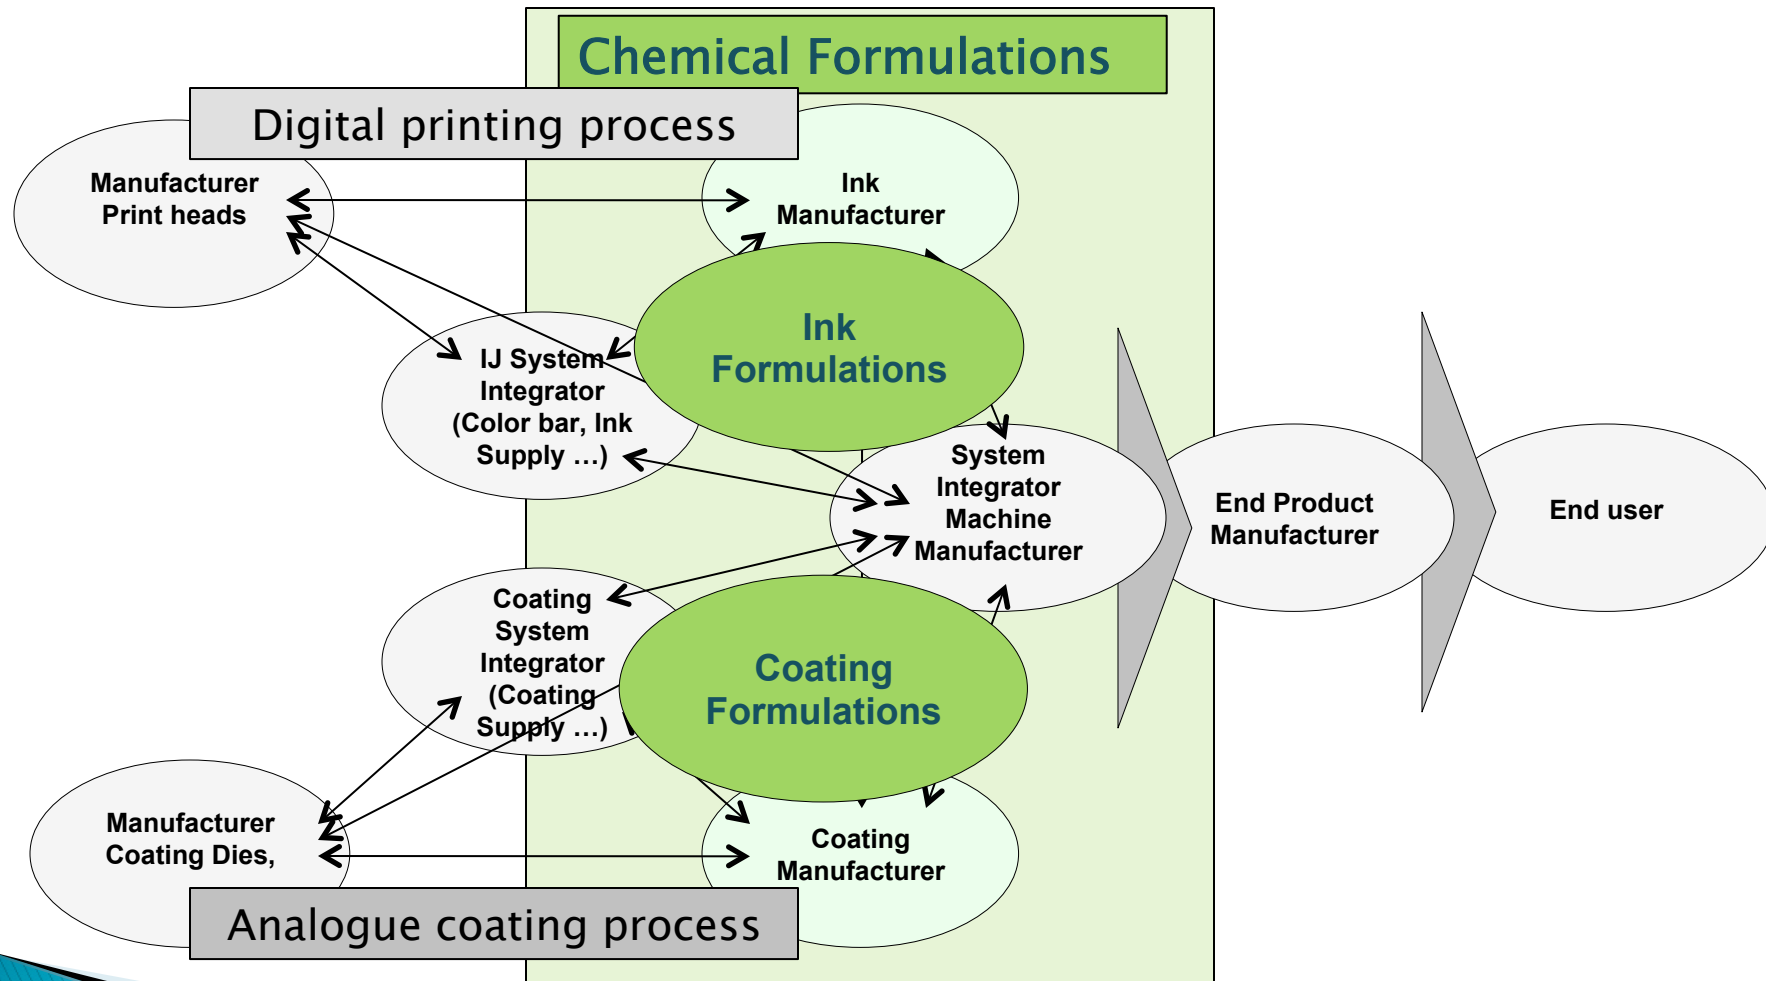 Chemical Formulations
Digital printing process
Manufacturer
Print heads
Ink
Manufacturer
Ink
Formulations
IJ System
Integrator
(Color bar, Ink
Supply …)
System
Integrator
Machine
Manufacturer
End Product
Manufacturer
End user
Coating
System
Integrator
(Coating
Supply …)
Coating
Formulations
Manufacturer
Coating Dies,
Coating
Manufacturer
Analogue coating process